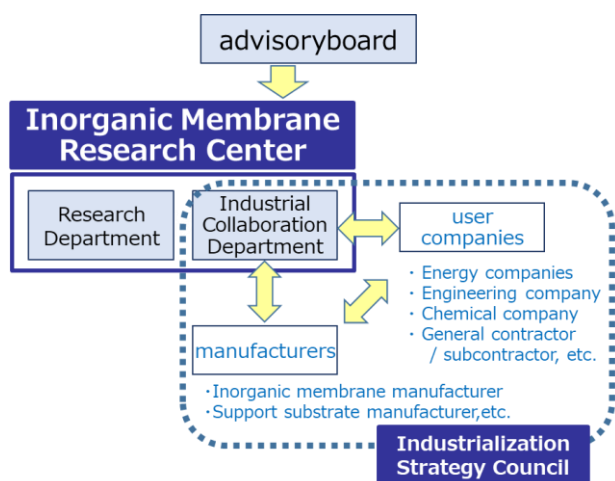 advisoryboard
Inorganic Membrane
Research Center
Research
Department
Industrial
Collaboration
Department
user
companies
・Energy companies
・Engineering company
・Chemical company
・General contractor
/ subcontractor, etc.
manufacturers
・Inorganic membrane manufacturer
・Support substrate manufacturer,etc.
Industrialization
Strategy Council